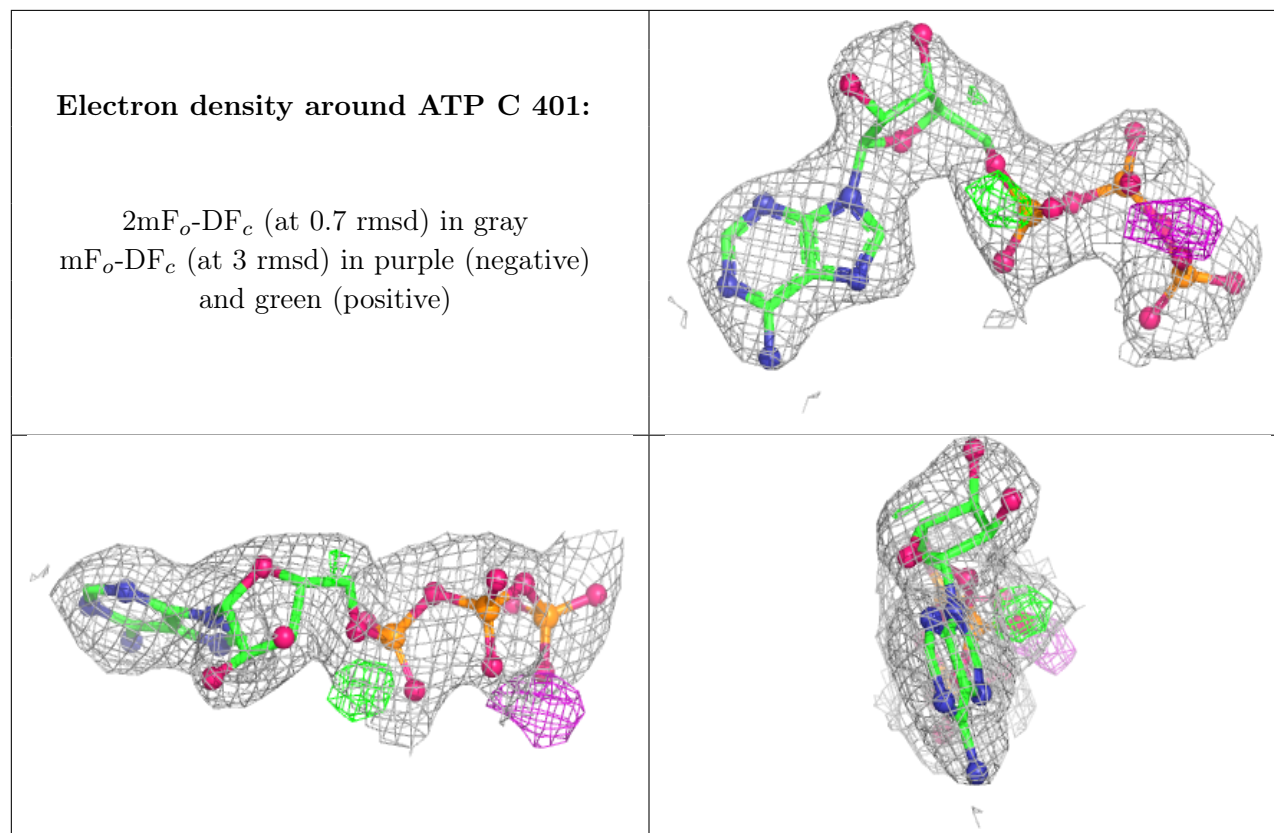 Electron density around ATP C 401:
2mFₒ-DF𝒸 (at 0.7 rmsd) in gray
mFₒ-DF𝒸 (at 3 rmsd) in purple (negative)
and green (positive)